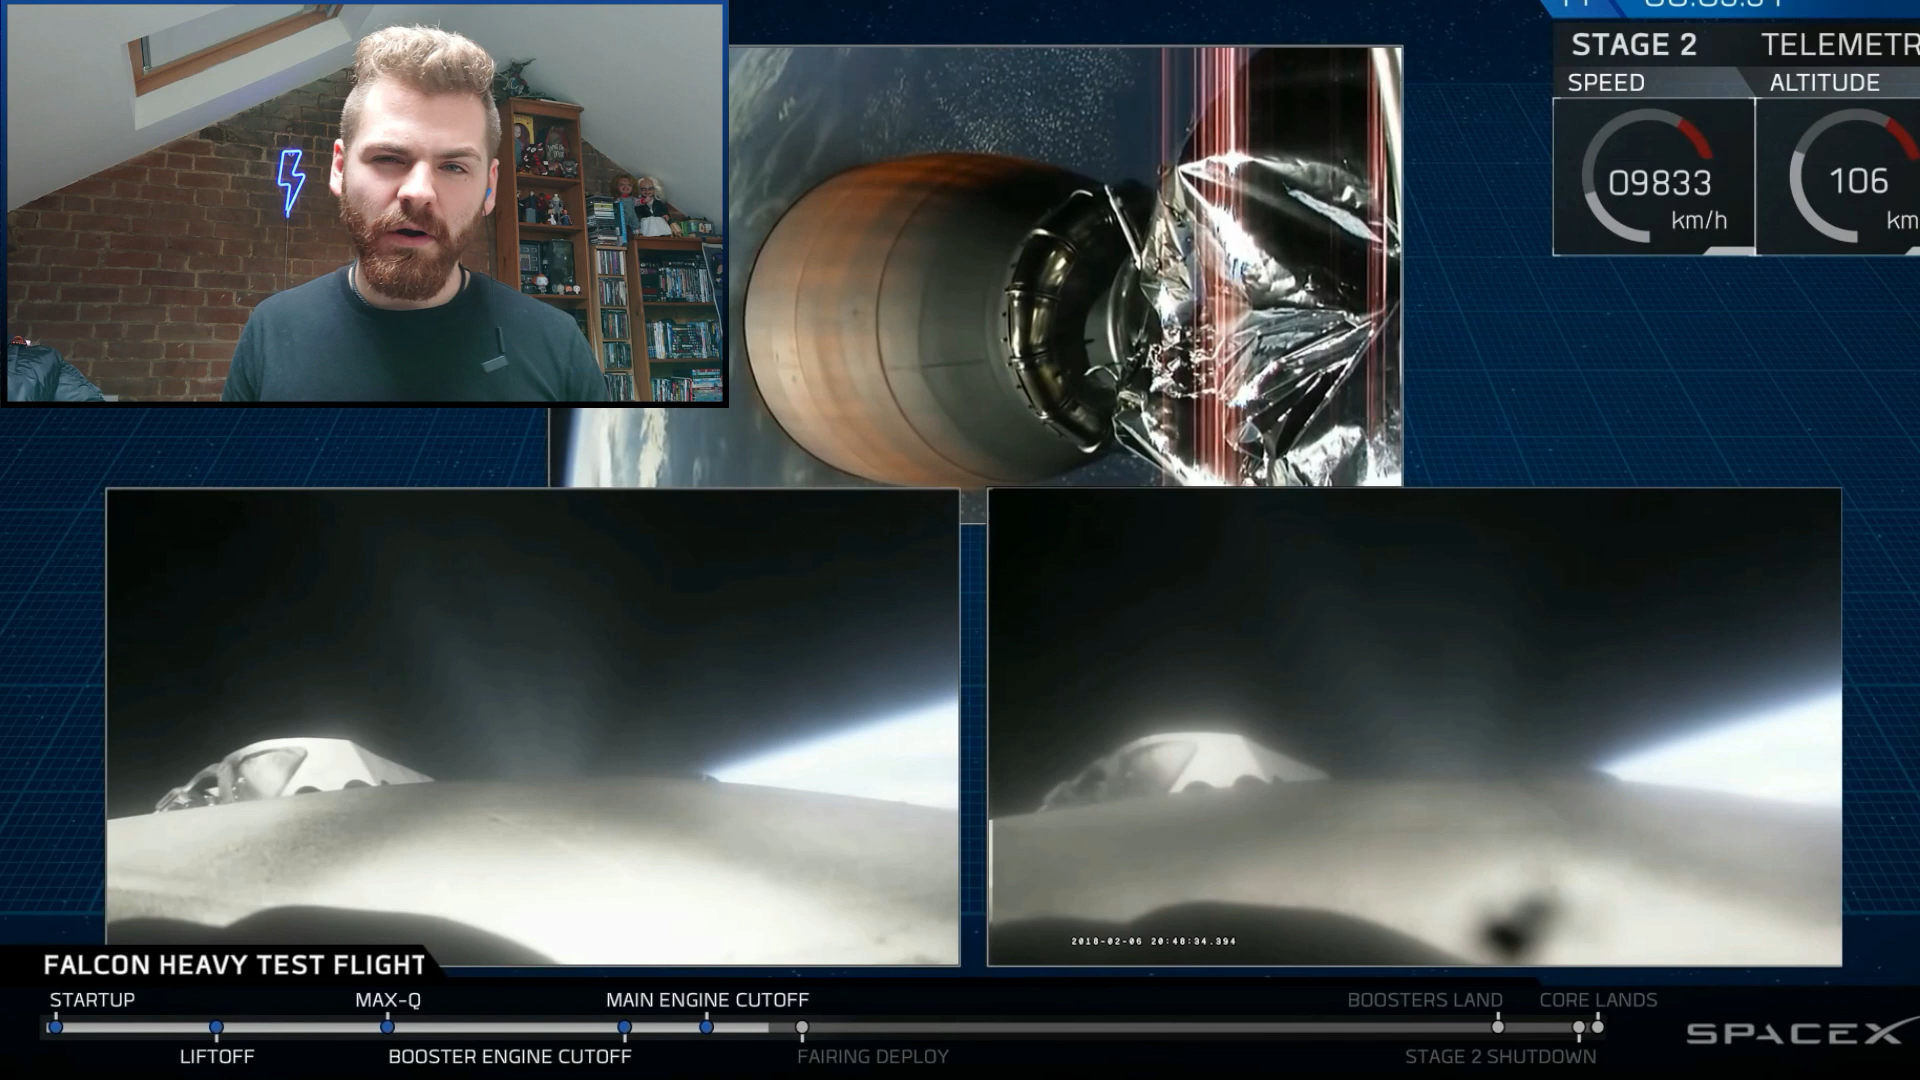 STAGE 2
TELEMETR
SPEED
ALTITUDE
09833
km/h
106
km
2018-02-06 20:48:34.394
FALCON HEAVY TEST FLIGHT
STARTUP
MAX-Q
MAIN ENGINE CUTOFF
BOOSTERS LAND
CORE LANDS
LIFTOFF
BOOSTER ENGINE CUTOFF
FAIRING DEPLOY
STAGE 2 SHUTDOWN
SPACEX